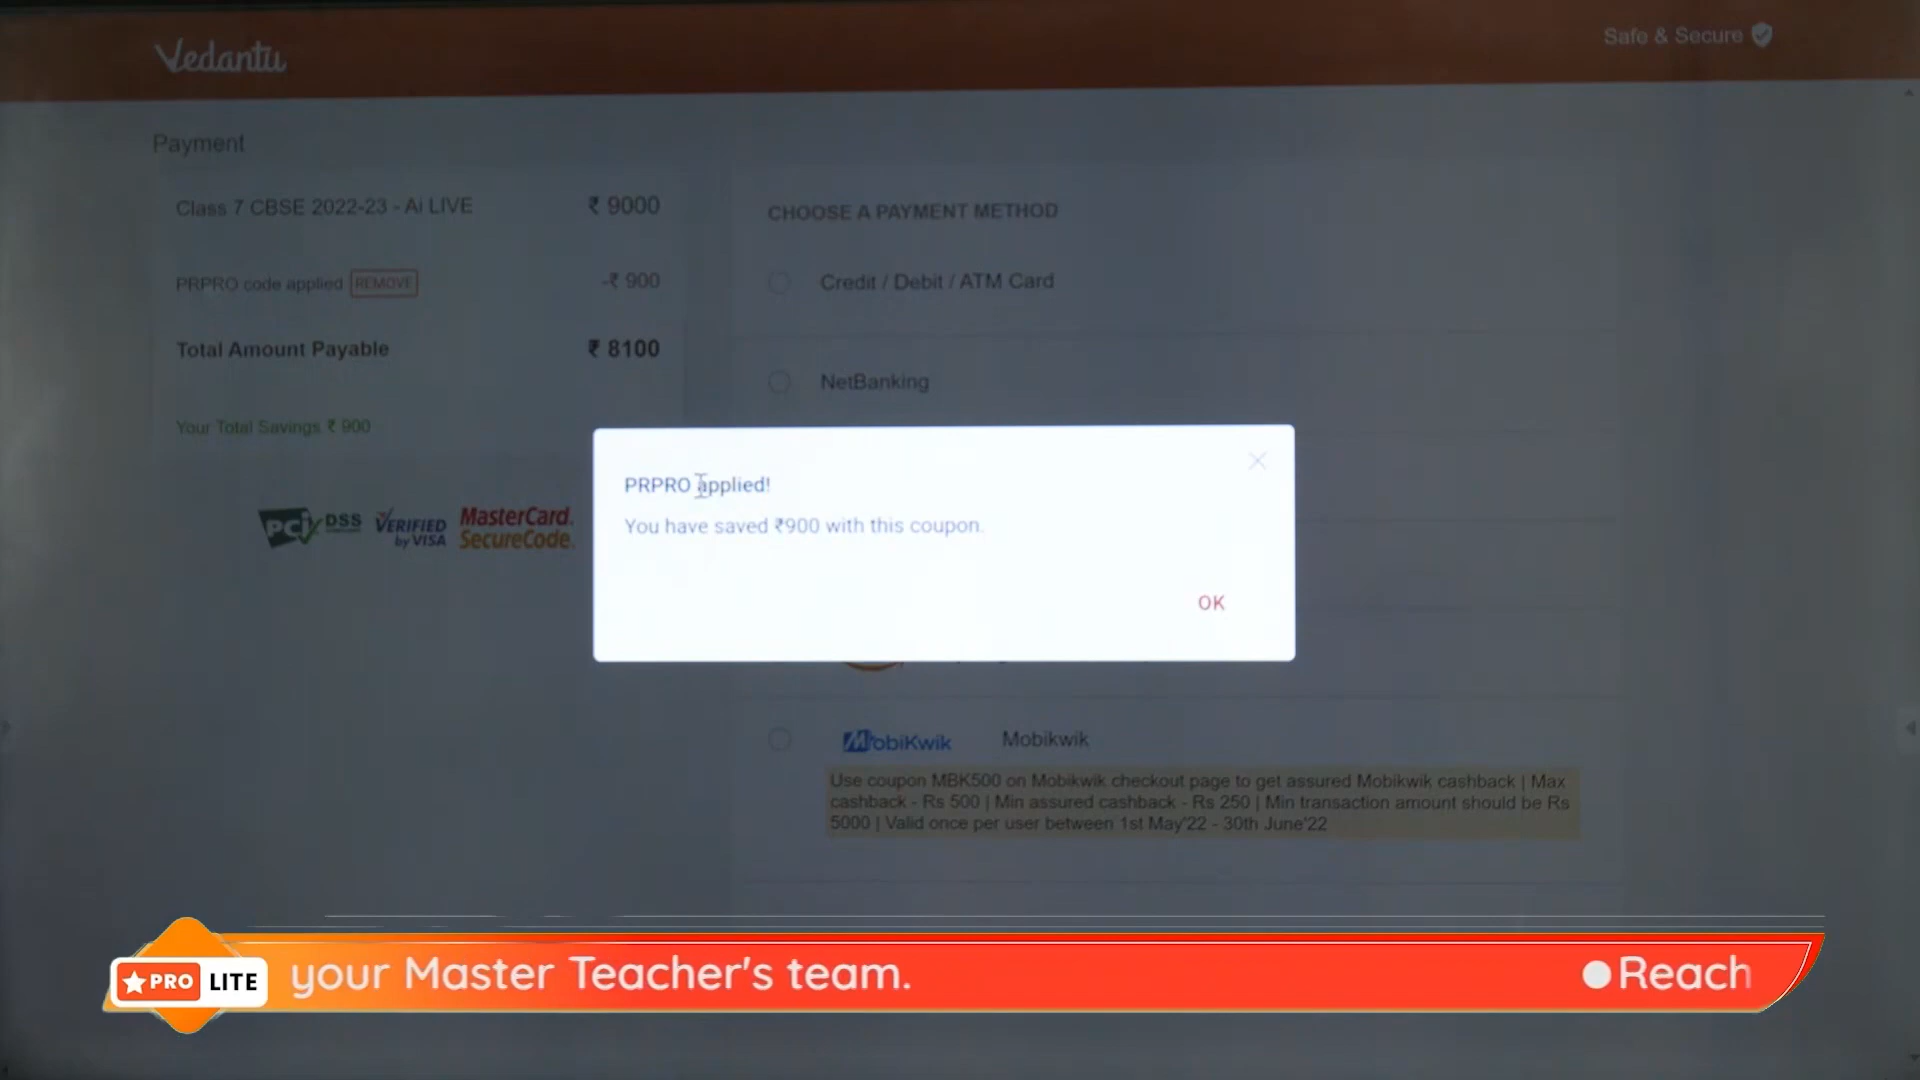 Vedantu
Safe & Secure
Payment
Class 7 CBSE 2022-23 - Ai LIVE ₹ 9000
PRPRO code applied REMOVE -₹ 900
Total Amount Payable ₹ 8100
Your Total Savings ₹ 900
PCI DSS
VERIFIED by VISA
MasterCard.
SecureCode.
CHOOSE A PAYMENT METHOD
Credit / Debit / ATM Card
NetBanking
PRPRO applied!
You have saved ₹900 with this coupon.
OK
MobiKwik Mobikwik
Use coupon MBK500 on Mobikwik checkout page to get assured Mobikwik cashback | Max
cashback - Rs 500 | Min assured cashback - Rs 250 | Min transaction amount should be Rs
5000 | Valid once per user between 1st May'22 - 30th June'22
PRO LITE
your Master Teacher's team. Reach